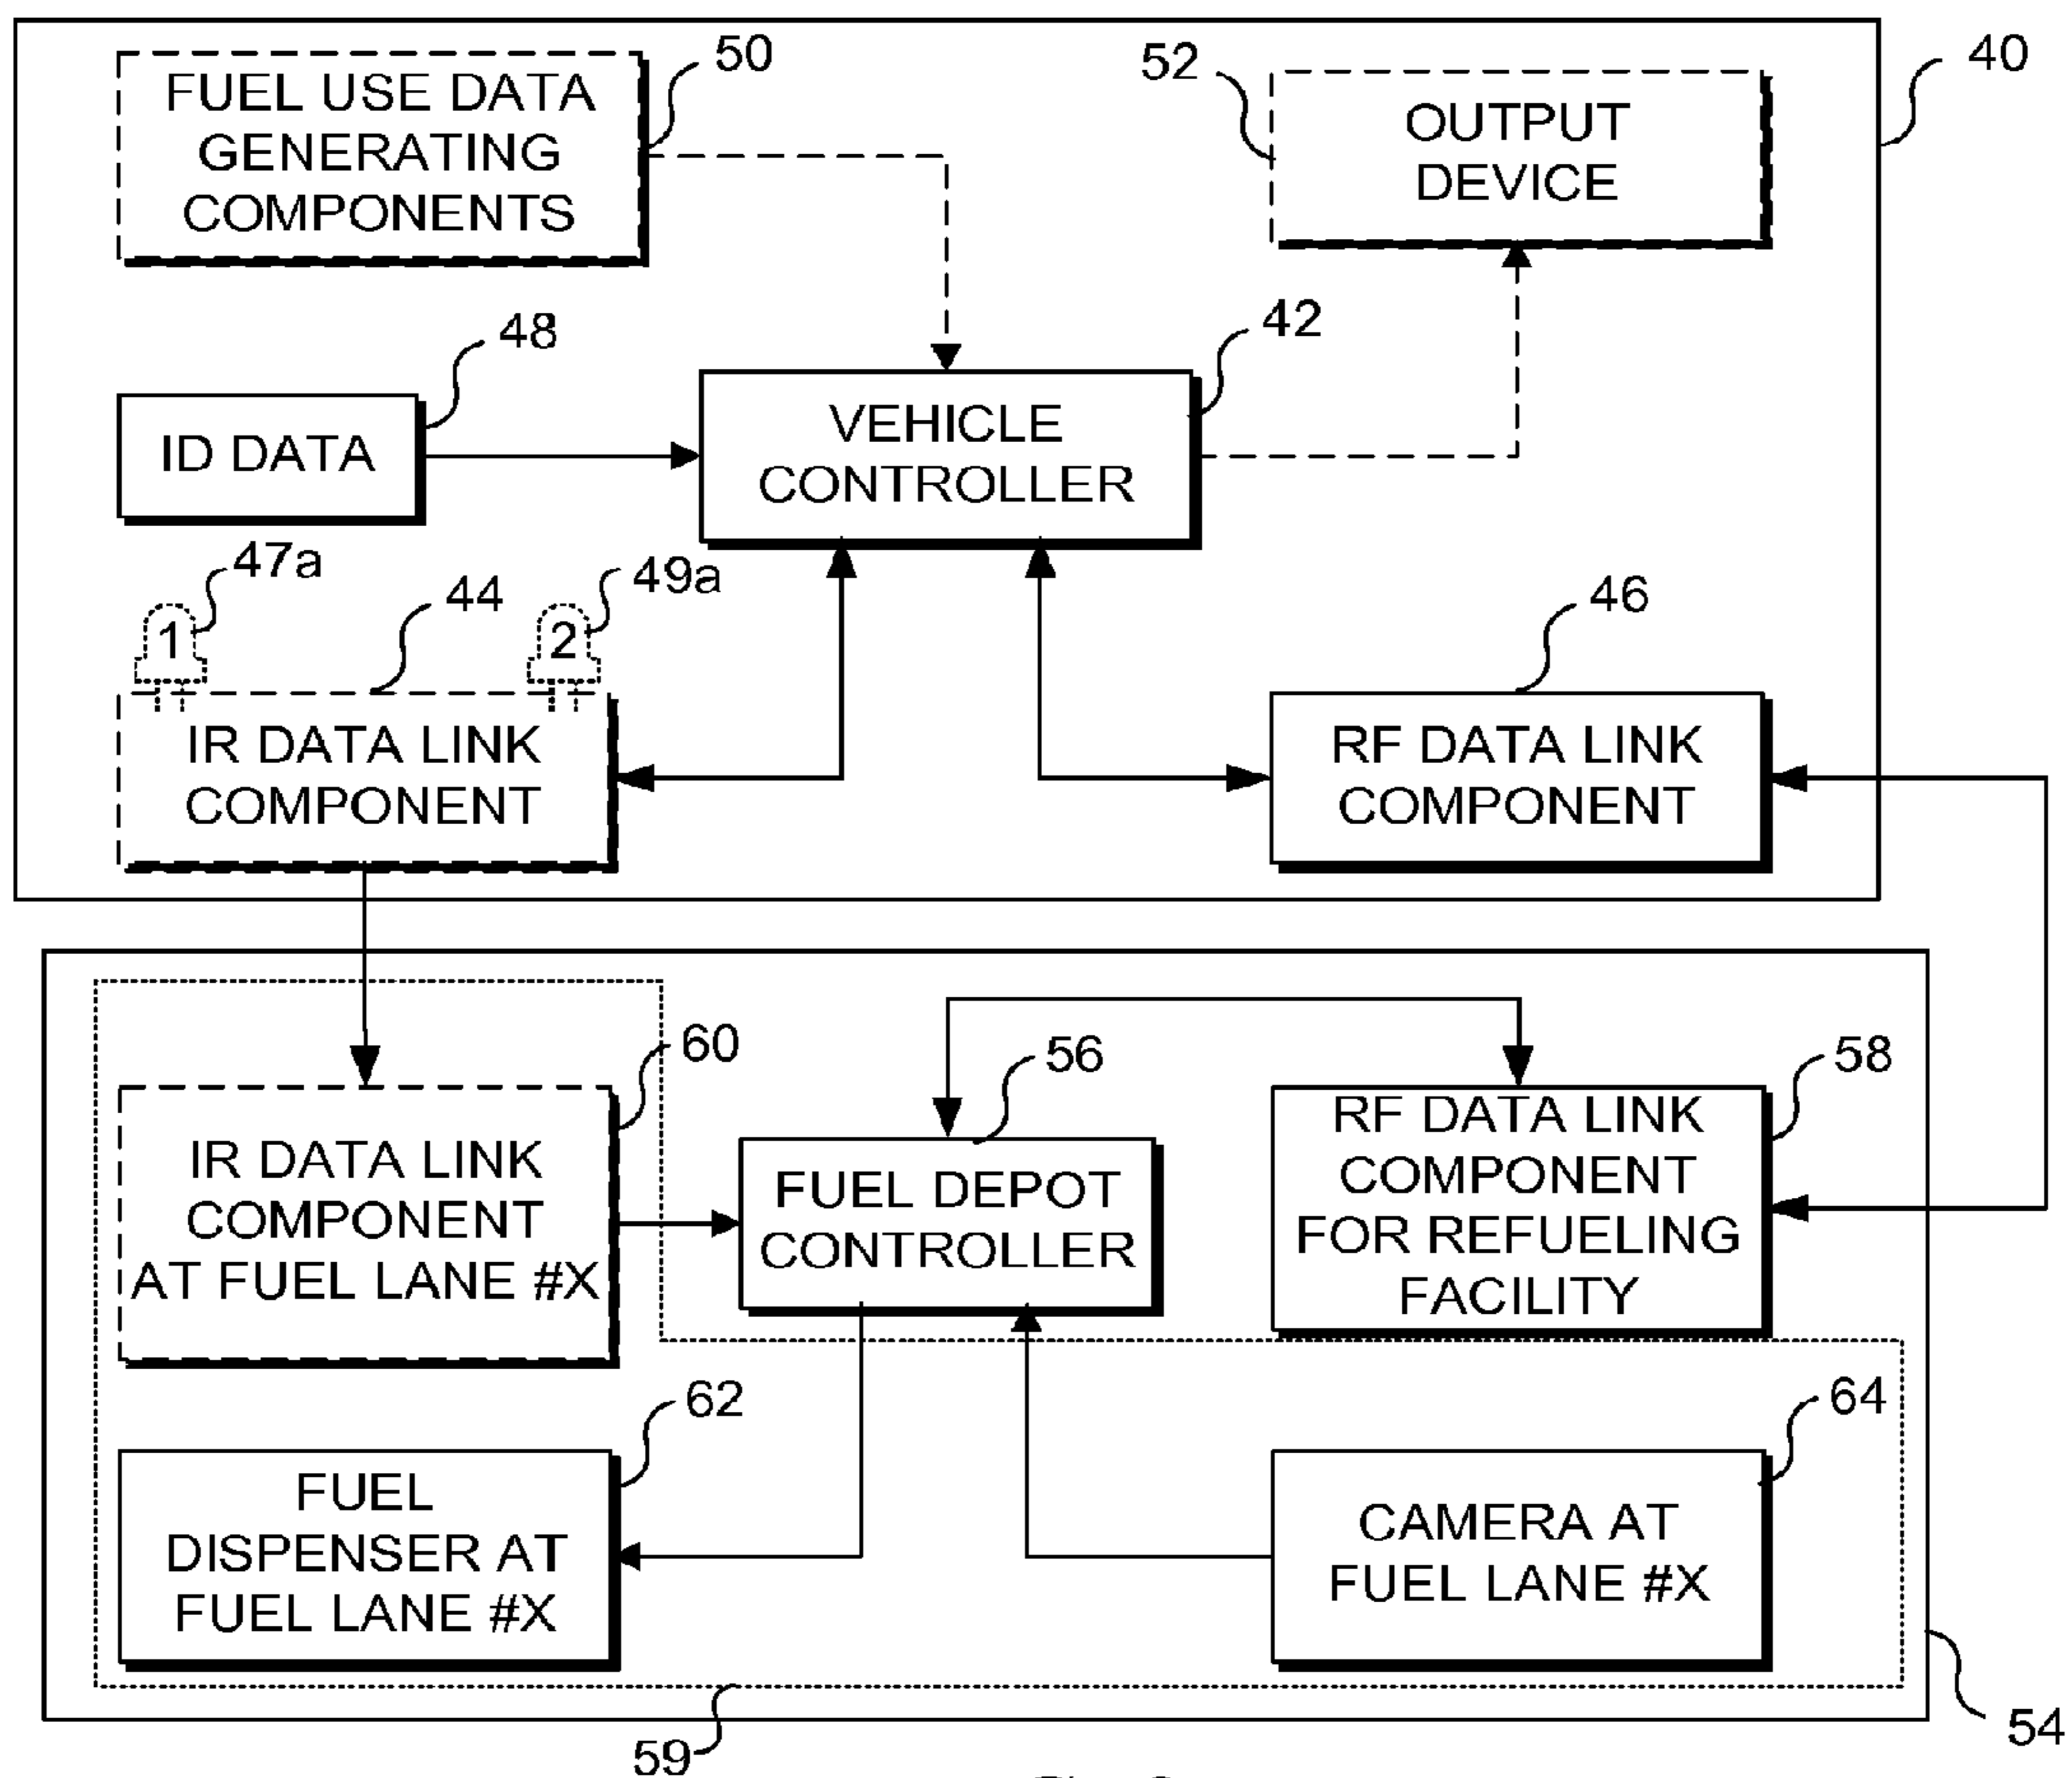 50
52
40
FUEL USE DATA
GENERATING
COMPONENTS
OUTPUT
DEVICE
48
42
ID DATA
VEHICLE
CONTROLLER
47a
44
49a
46
1
2
IR DATA LINK
COMPONENT
RF DATA LINK
COMPONENT
60
56
58
IR DATA LINK
COMPONENT
AT FUEL LANE #X
FUEL DEPOT
CONTROLLER
RF DATA LINK
COMPONENT
FOR REFUELING
FACILITY
62
64
FUEL
DISPENSER AT
FUEL LANE #X
CAMERA AT
FUEL LANE #X
59
54